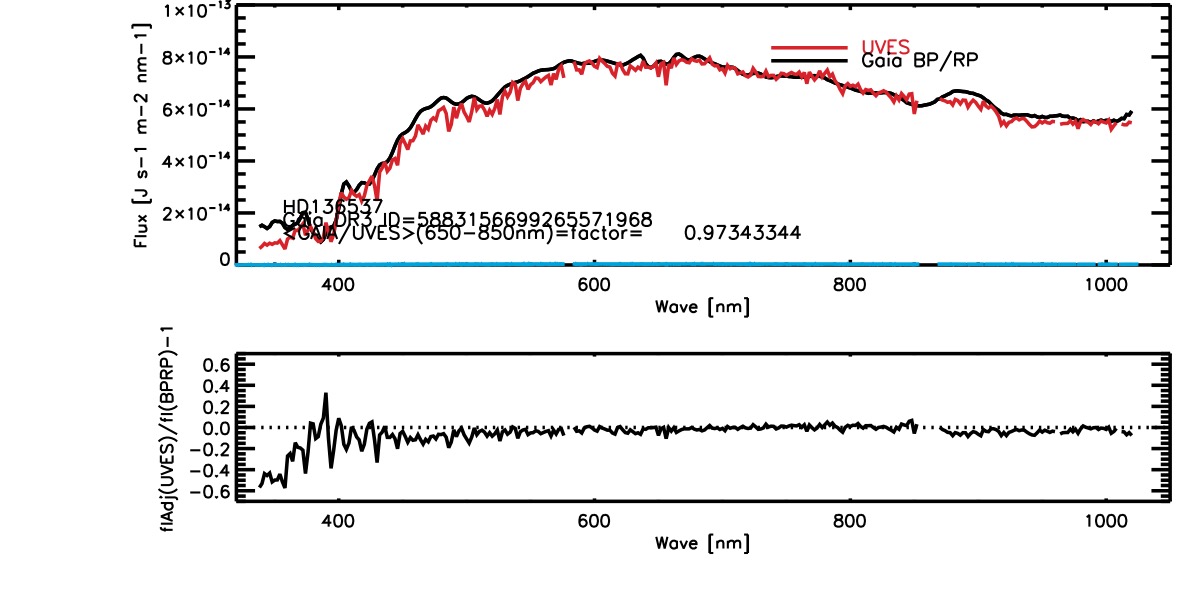 1×10⁻¹³
8×10⁻¹⁴
6×10⁻¹⁴
4×10⁻¹⁴
2×10⁻¹⁴
0
Flux [J s−1 m−2 nm−1]
UVES
Gaia BP/RP
HD136537
Gaia DR3 ID=5883156699265571968
<GAIA/UVES>(650−850nm)=factor= 0.97343344
400 600 800 1000
Wave [nm]
flAdj(UVES)/fl(BPRP)−1
0.6
0.4
0.2
0.0
−0.2
−0.4
−0.6
400 600 800 1000
Wave [nm]